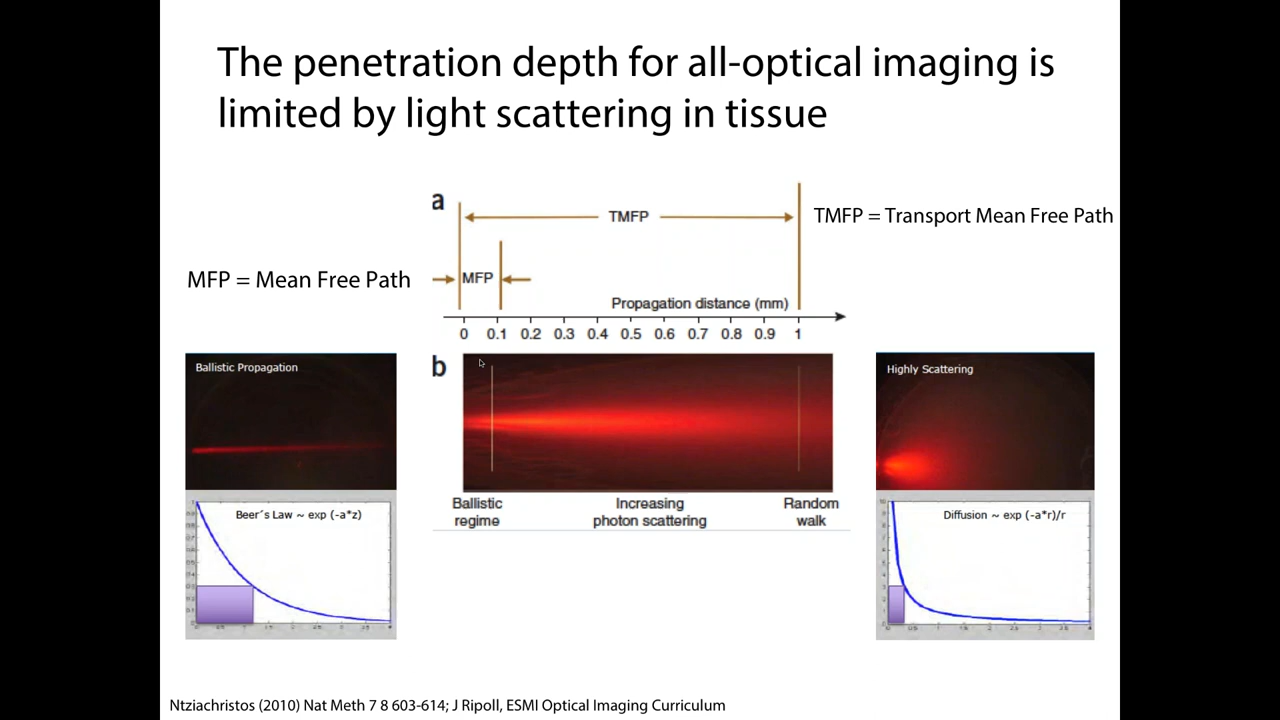 The penetration depth for all-optical imaging is
limited by light scattering in tissue
a
TMFP
TMFP = Transport Mean Free Path
MFP = Mean Free Path
MFP
Propagation distance (mm)
0 0.1 0.2 0.3 0.4 0.5 0.6 0.7 0.8 0.9 1
b
Ballistic Propagation
Highly Scattering
Ballistic
regime
Increasing
photon scattering
Random
walk
Beer´s Law ~ exp (-a*z)
Diffusion ~ exp (-a*r)/r
Ntziachristos (2010) Nat Meth 7 8 603-614; J Ripoll, ESMI Optical Imaging Curriculum